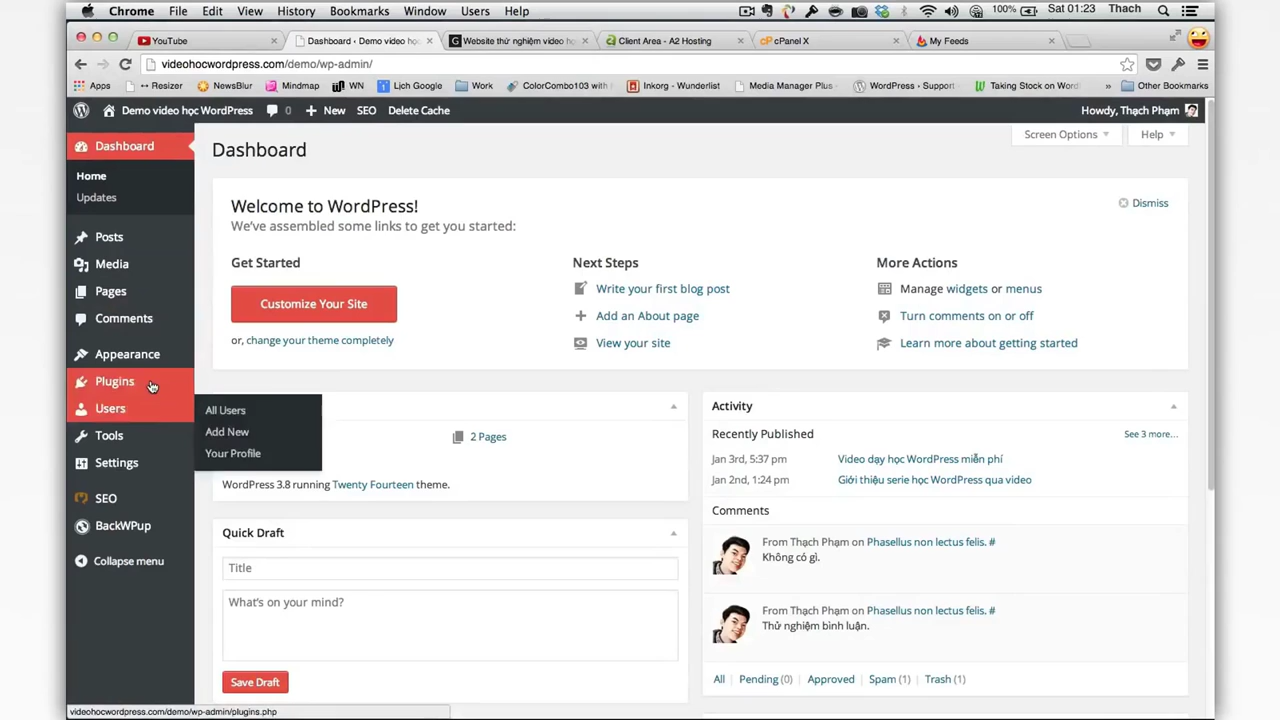 Chrome File Edit View History Bookmarks Window Users Help
100% Sat 01:23 Thach
YouTube
Dashboard ‹ Demo video họ
Website thử nghiệm video h
Client Area - A2 Hosting
cPanel X
My Feeds
videohocwordpress.com/demo/wp-admin/
Apps
Resizer
NewsBlur
Mindmap
WN
Lịch Google
Work
ColorCombo103 with
Inkorg - Wunderlist
Media Manager Plus
WordPress › Support
Taking Stock on Word
»
Other Bookmarks
Demo video học WordPress 0 + New SEO Delete Cache
Howdy, Thạch Phạm
Dashboard
Home
Updates
Posts
Media
Pages
Comments
Appearance
Plugins
Users
Tools
Settings
SEO
BackWPup
Collapse menu
All Users
Add New
Your Profile
Dashboard
Screen Options
Help
Welcome to WordPress!
Dismiss
We've assembled some links to get you started:
Get Started
Customize Your Site
or, change your theme completely
Next Steps
Write your first blog post
Add an About page
View your site
More Actions
Manage widgets or menus
Turn comments on or off
Learn more about getting started
2 Pages
WordPress 3.8 running Twenty Fourteen theme.
Quick Draft
Title
What's on your mind?
Save Draft
Activity
Recently Published
See 3 more...
Jan 3rd, 5:37 pm Video dạy học WordPress miễn phí
Jan 2nd, 1:24 pm Giới thiệu serie học WordPress qua video
Comments
From Thạch Phạm on Phasellus non lectus felis. #
Không có gì.
From Thạch Phạm on Phasellus non lectus felis. #
Thử nghiệm bình luận.
All Pending (0) Approved Spam (1) Trash (1)
videohocwordpress.com/demo/wp-admin/plugins.php